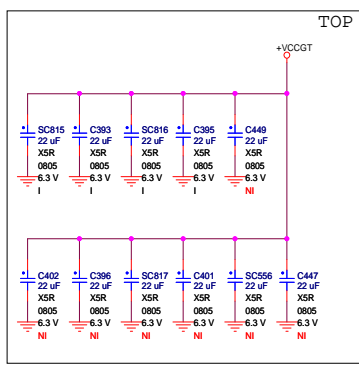 TOP
+VCCGT
SC815 C393 SC816 C395 C449
22 uF 22 uF 22 uF 22 uF 22 uF
X5R X5R X5R X5R X5R
0805 0805 0805 0805 0805
6.3 V 6.3 V 6.3 V 6.3 V 6.3 V
I I I I NI
C402 C396 SC817 C401 SC556 C447
22 uF 22 uF 22 uF 22 uF 22 uF 22 uF
X5R X5R X5R X5R X5R X5R
0805 0805 0805 0805 0805 0805
6.3 V 6.3 V 6.3 V 6.3 V 6.3 V 6.3 V
NI NI NI NI NI NI